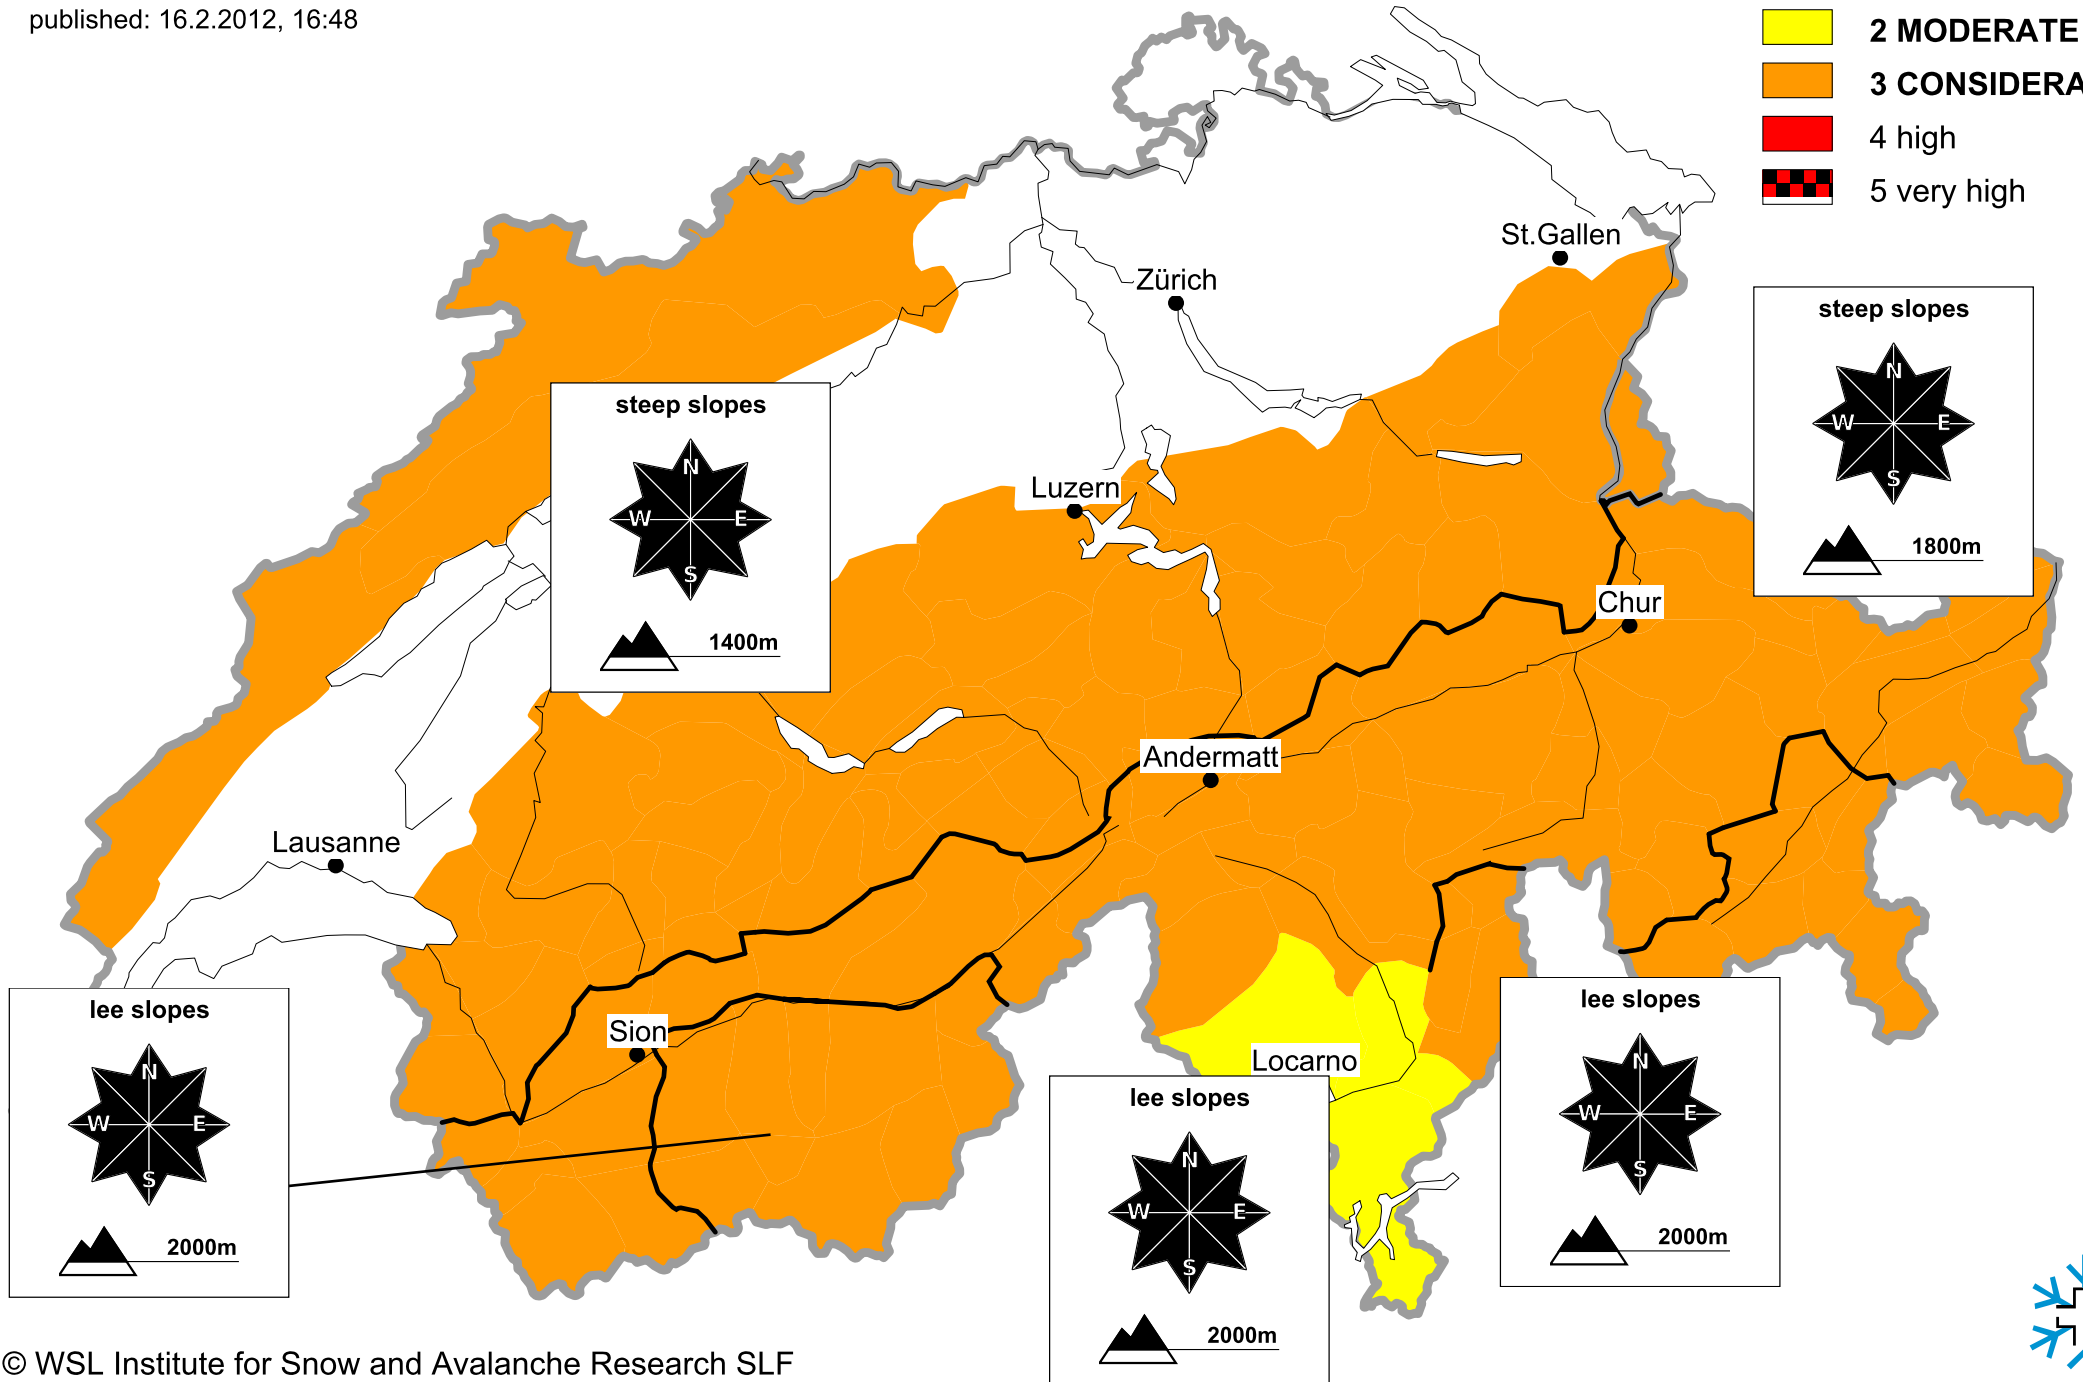 published: 16.2.2012, 16:48
2 MODERATE
3 CONSIDERA
4 high
5 very high
St.Gallen
Zürich
steep slopes
N
W E
S
1800m
steep slopes
N
W E
S
1400m
Luzern
Chur
Andermatt
Lausanne
Sion
Locarno
lee slopes
N
W E
S
2000m
lee slopes
N
W E
S
2000m
lee slopes
N
W E
S
2000m
© WSL Institute for Snow and Avalanche Research SLF